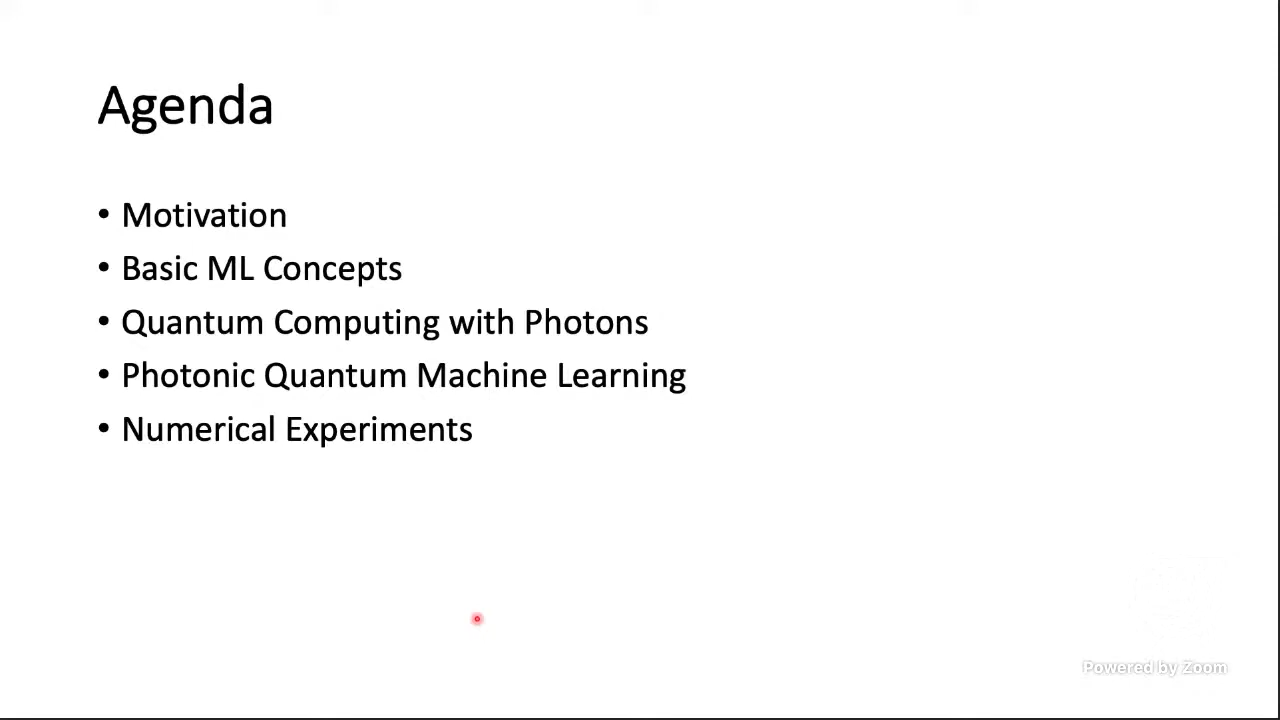 Agenda
• Motivation
• Basic ML Concepts
• Quantum Computing with Photons
• Photonic Quantum Machine Learning
• Numerical Experiments
Powered by Zoom